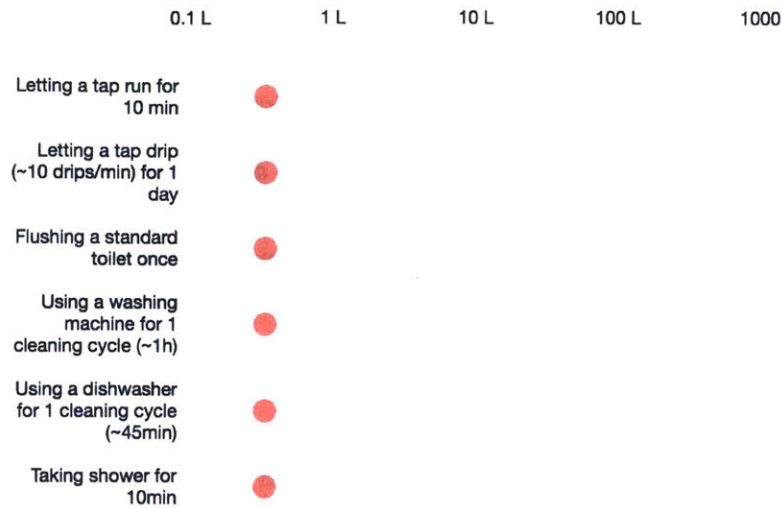 0.1 L 1 L 10 L 100 L 1000
Letting a tap run for
10 min
Letting a tap drip
(~10 drips/min) for 1
day
Flushing a standard
toilet once
Using a washing
machine for 1
cleaning cycle (~1h)
Using a dishwasher
for 1 cleaning cycle
(~45min)
Taking shower for
10min